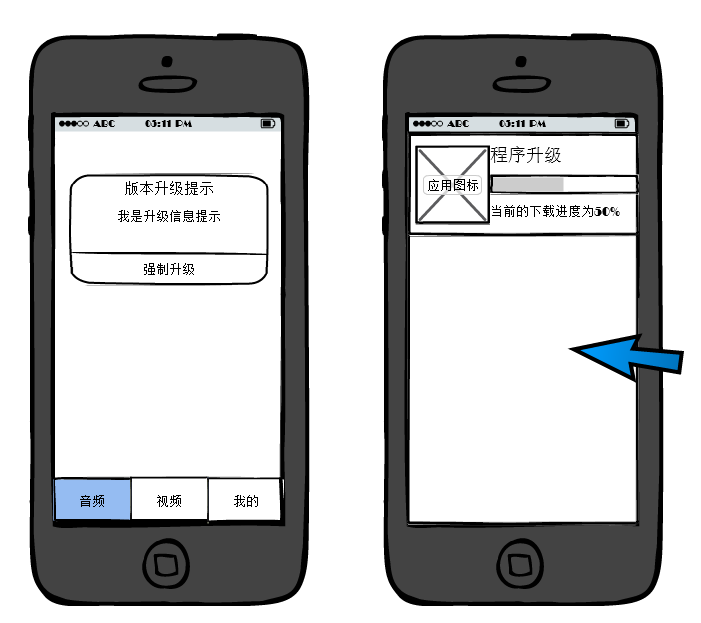 ●●●○○ ABC 05:11 PM
版本升级提示
我是升级信息提示
强制升级
音频 视频 我的
●●●○○ ABC 05:11 PM
程序升级
应用图标
当前的下载进度为50%